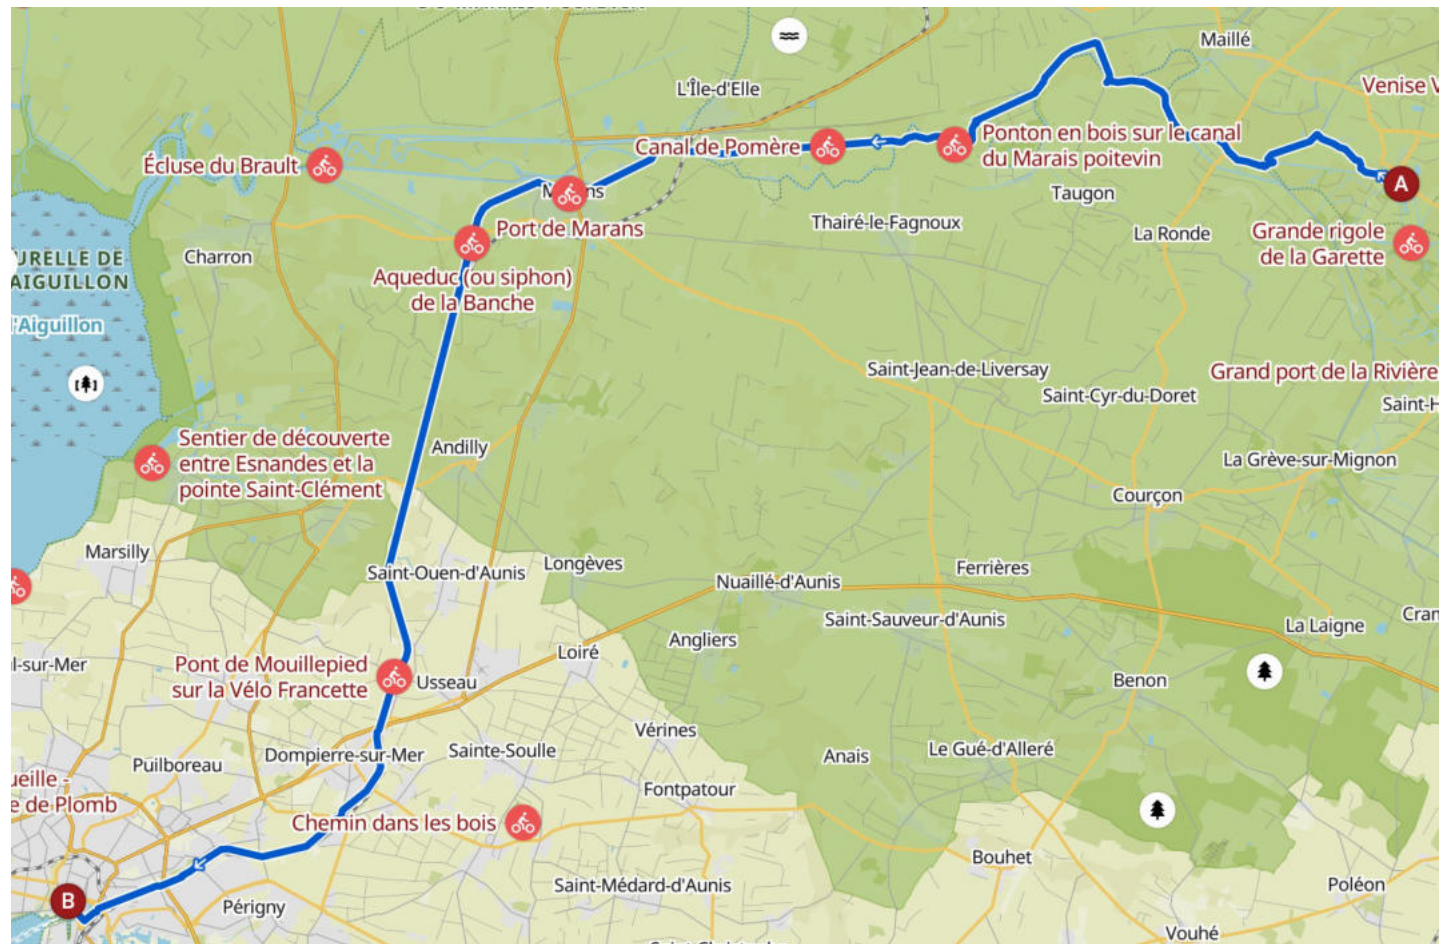 Maillé
L'Île-d'Elle
Venise V
Canal de Pomère
Ponton en bois sur le canal
du Marais poitevin
Écluse du Brault
A
Taugon
Port de Marans
Thairé-le-Fagnoux
La Ronde
Grande rigole
de la Garette
Charron
URELLE DE
AIGUILLON
Aqueduc (ou siphon)
de la Banche
l'Aiguillon
Saint-Jean-de-Liversay
Saint-Cyr-du-Doret
Grand port de la Rivière
Saint-H
Sentier de découverte
entre Esnandes et la
pointe Saint-Clément
Andilly
La Grève-sur-Mignon
Courçon
Marsilly
Saint-Ouen-d'Aunis
Longèves
Nuaillé-d'Aunis
Ferrières
Saint-Sauveur-d'Aunis
La Laigne
Cram
l-sur-Mer
Angliers
Loiré
Pont de Mouillepied
sur la Vélo Francette
Usseau
Benon
Vérines
Puilboreau
Dompierre-sur-Mer
Sainte-Soulle
Anais
Le Gué-d'Alleré
ueille -
e de Plomb
Fontpatour
Chemin dans les bois
Bouhet
B
Périgny
Saint-Médard-d'Aunis
Poléon
Vouhé